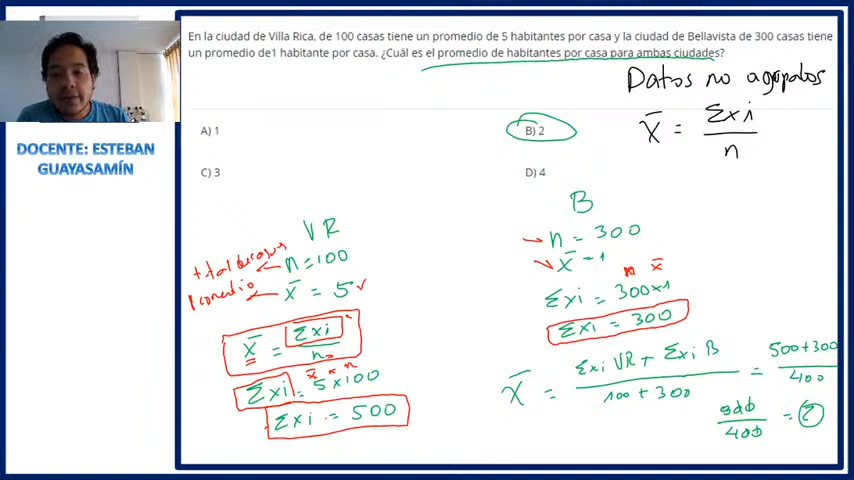 En la ciudad de Villa Rica, de 100 casas tiene un promedio de 5 habitantes por casa y la ciudad de Bellavista de 300 casas tiene
un promedio de1 habitante por casa. ¿Cuál es el promedio de habitantes por casa para ambas ciudades?
Datos no agrupados
X̄ = Σxi / n
A) 1
B) 2
C) 3
D) 4
DOCENTE: ESTEBAN
GUAYASAMÍN
VR
total de casas n = 100
promedio x̄ = 5
x̄ = Σxi / n
x̄ x n
Σxi = 5 x 100
Σxi = 500
B
n = 300
x̄ = 1
n x̄
Σxi = 300x1
Σxi = 300
X̄ = Σxi VR + Σxi B / 100 + 300 = 500+300 / 400
800 / 400 = 2